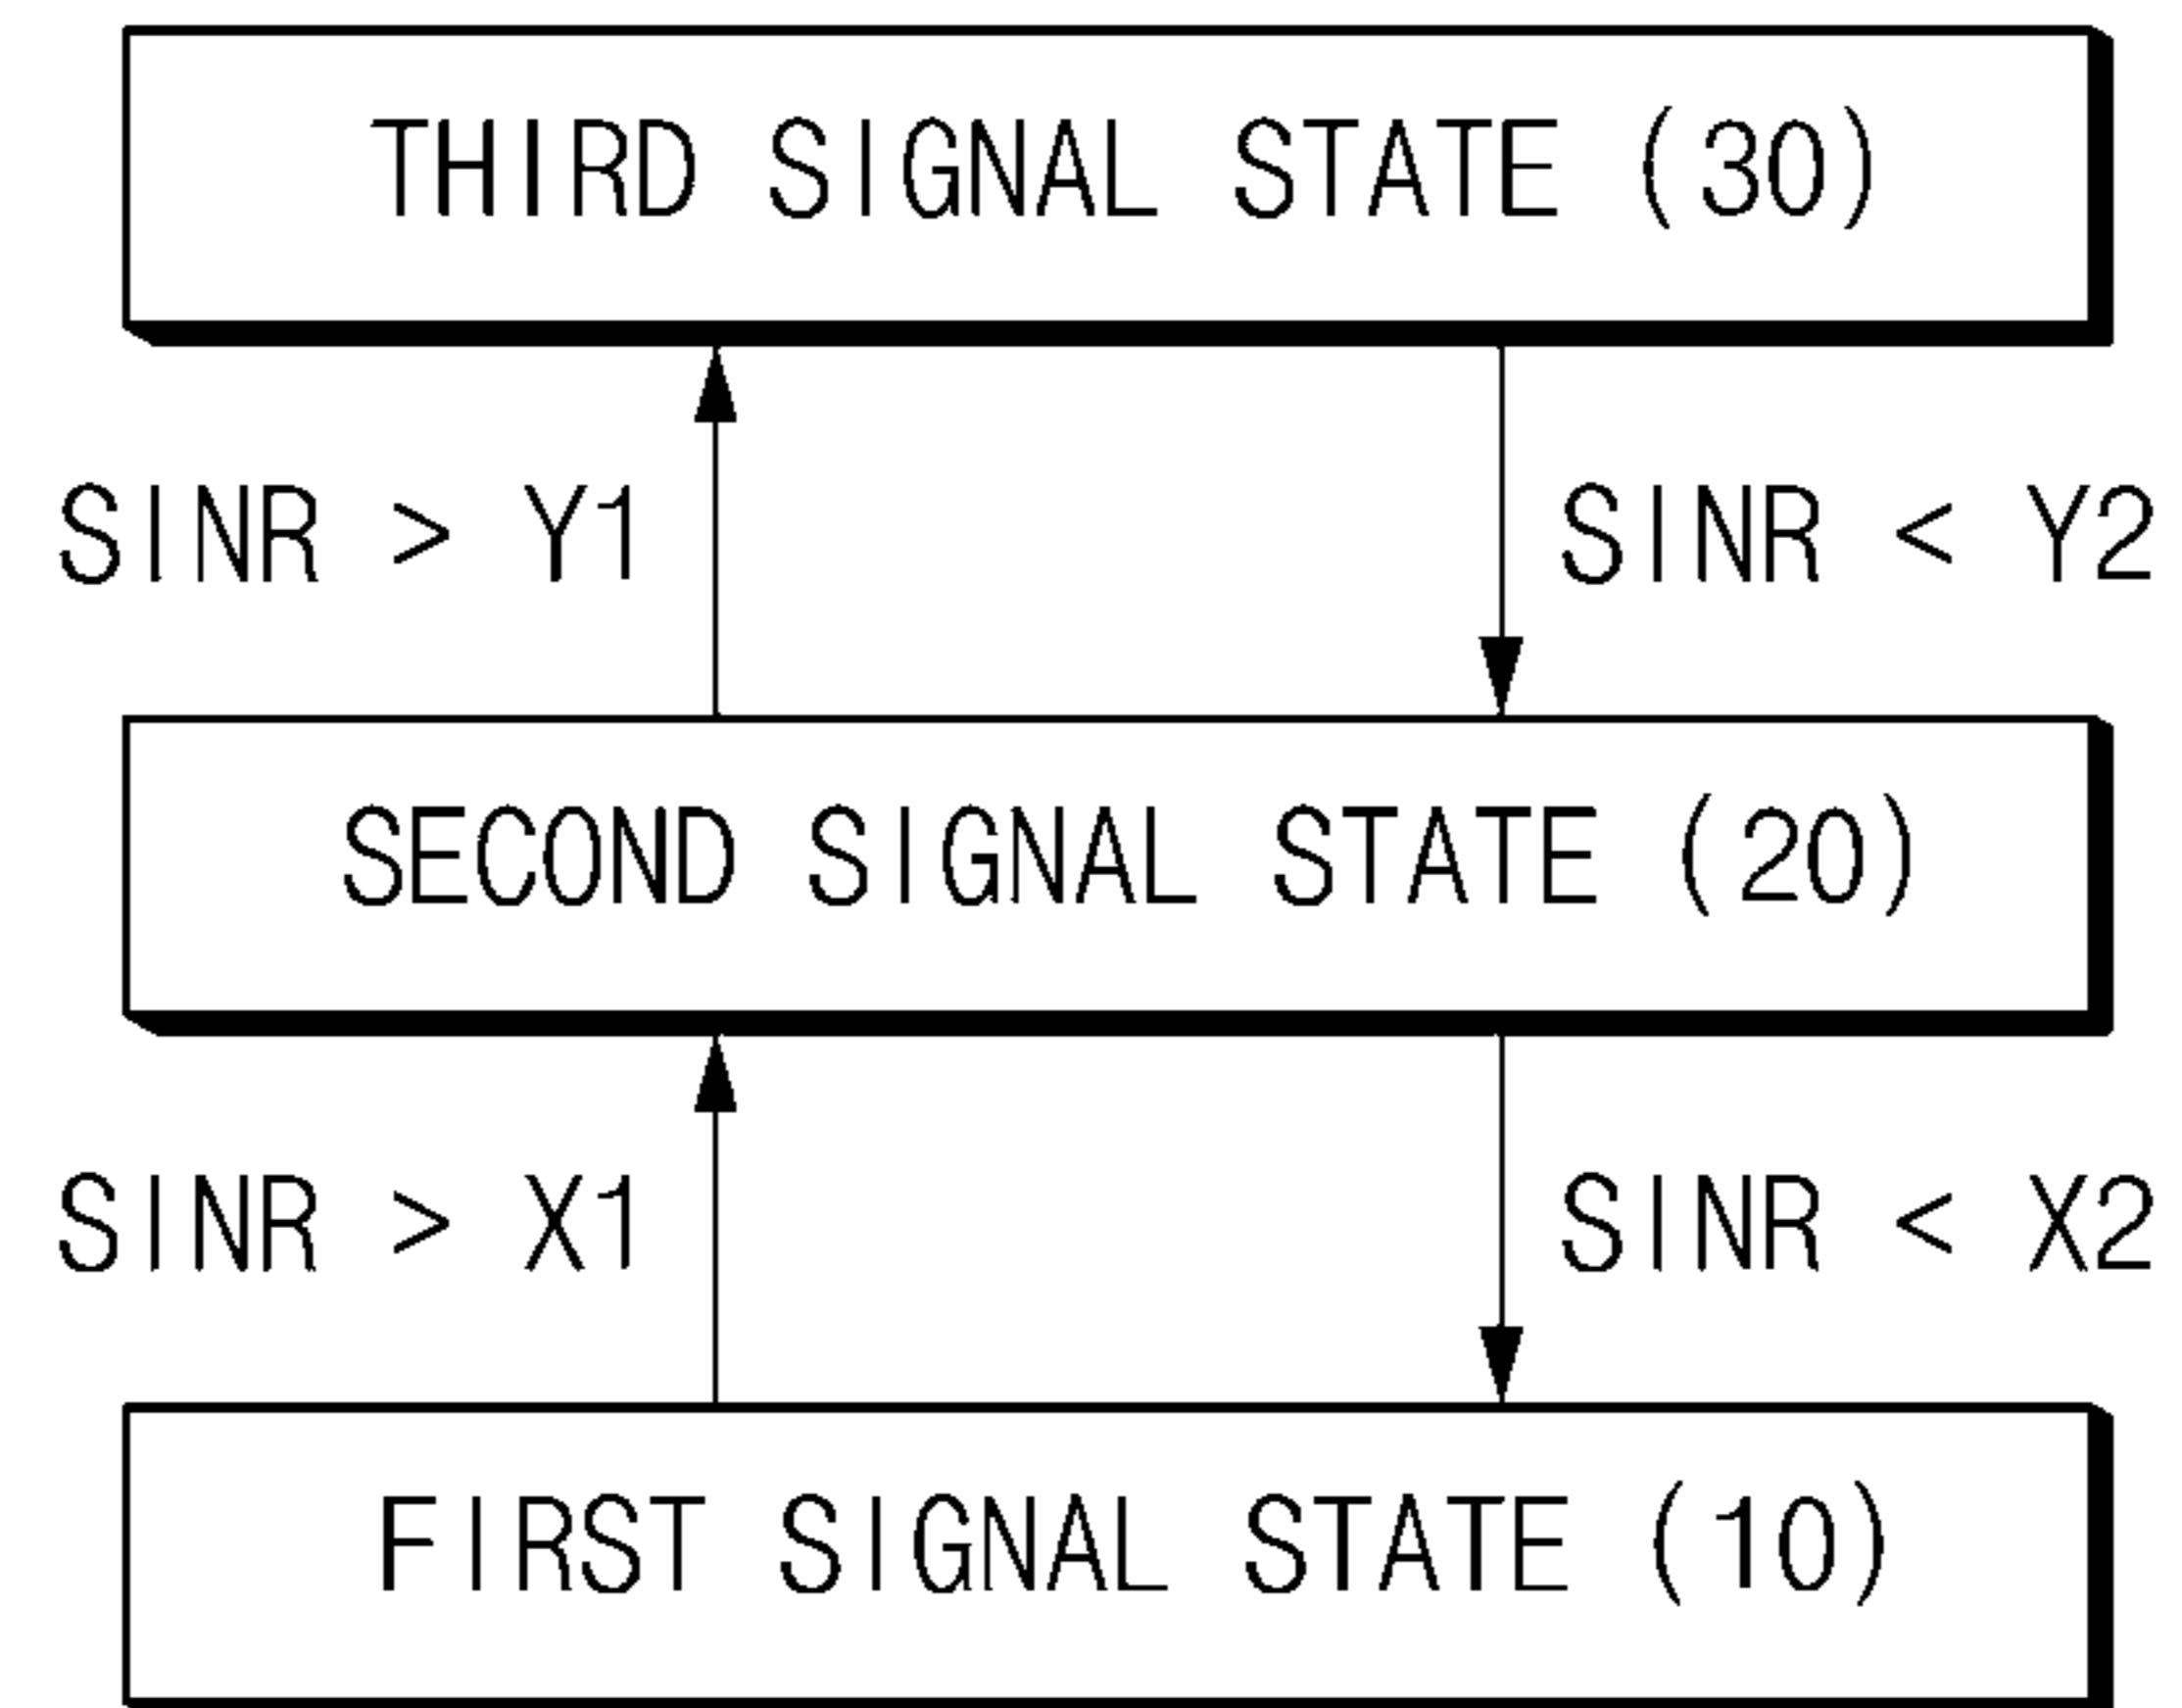 THIRD SIGNAL STATE (30)
SINR > Y1
SINR < Y2
SECOND SIGNAL STATE (20)
SINR > X1
SINR < X2
FIRST SIGNAL STATE (10)